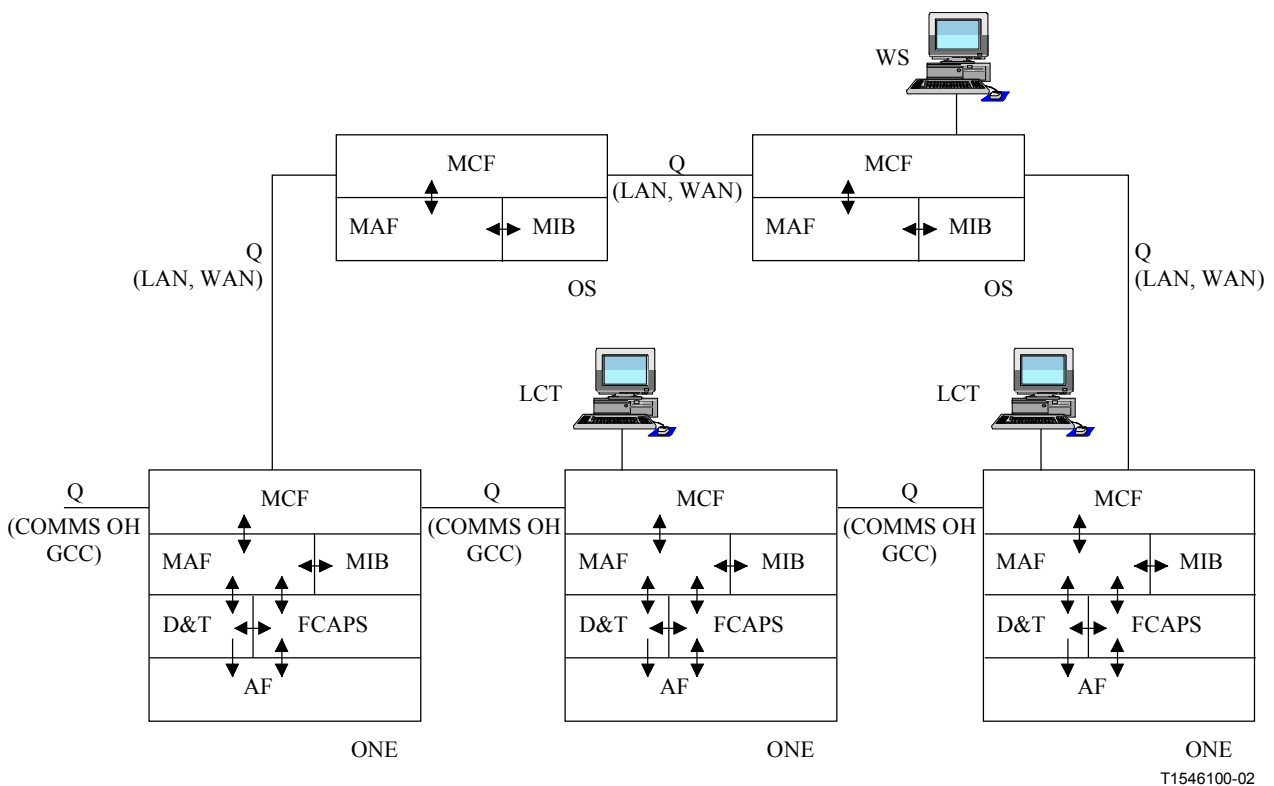 WS
MCF
Q
(LAN, WAN)
MCF
MAF
MIB
MAF
MIB
Q
(LAN, WAN)
Q
(LAN, WAN)
OS
OS
LCT
LCT
Q
(COMMS OH
GCC)
MCF
Q
(COMMS OH
GCC)
MCF
Q
(COMMS OH
GCC)
MCF
MAF
MIB
MAF
MIB
MAF
MIB
D&T
FCAPS
D&T
FCAPS
D&T
FCAPS
AF
AF
AF
ONE
ONE
ONE
T1546100-02